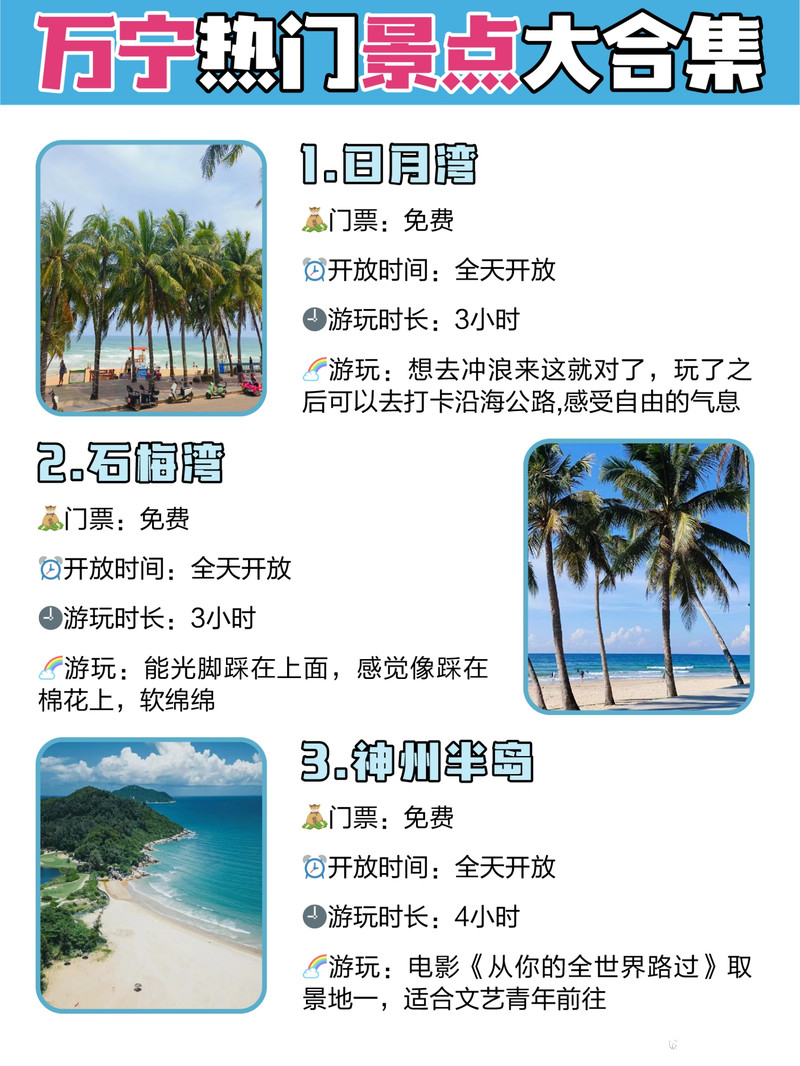 万宁热门景点大合集
1.日月湾
门票：免费
开放时间：全天开放
游玩时长：3小时
游玩：想去冲浪来这就对了，玩了之
后可以去打卡沿海公路,感受自由的气息
2.石梅湾
门票：免费
开放时间：全天开放
游玩时长：3小时
游玩：能光脚踩在上面，感觉像踩在
棉花上，软绵绵
3.神州半岛
门票：免费
开放时间：全天开放
游玩时长：4小时
游玩：电影《从你的全世界路过》取
景地一，适合文艺青年前往